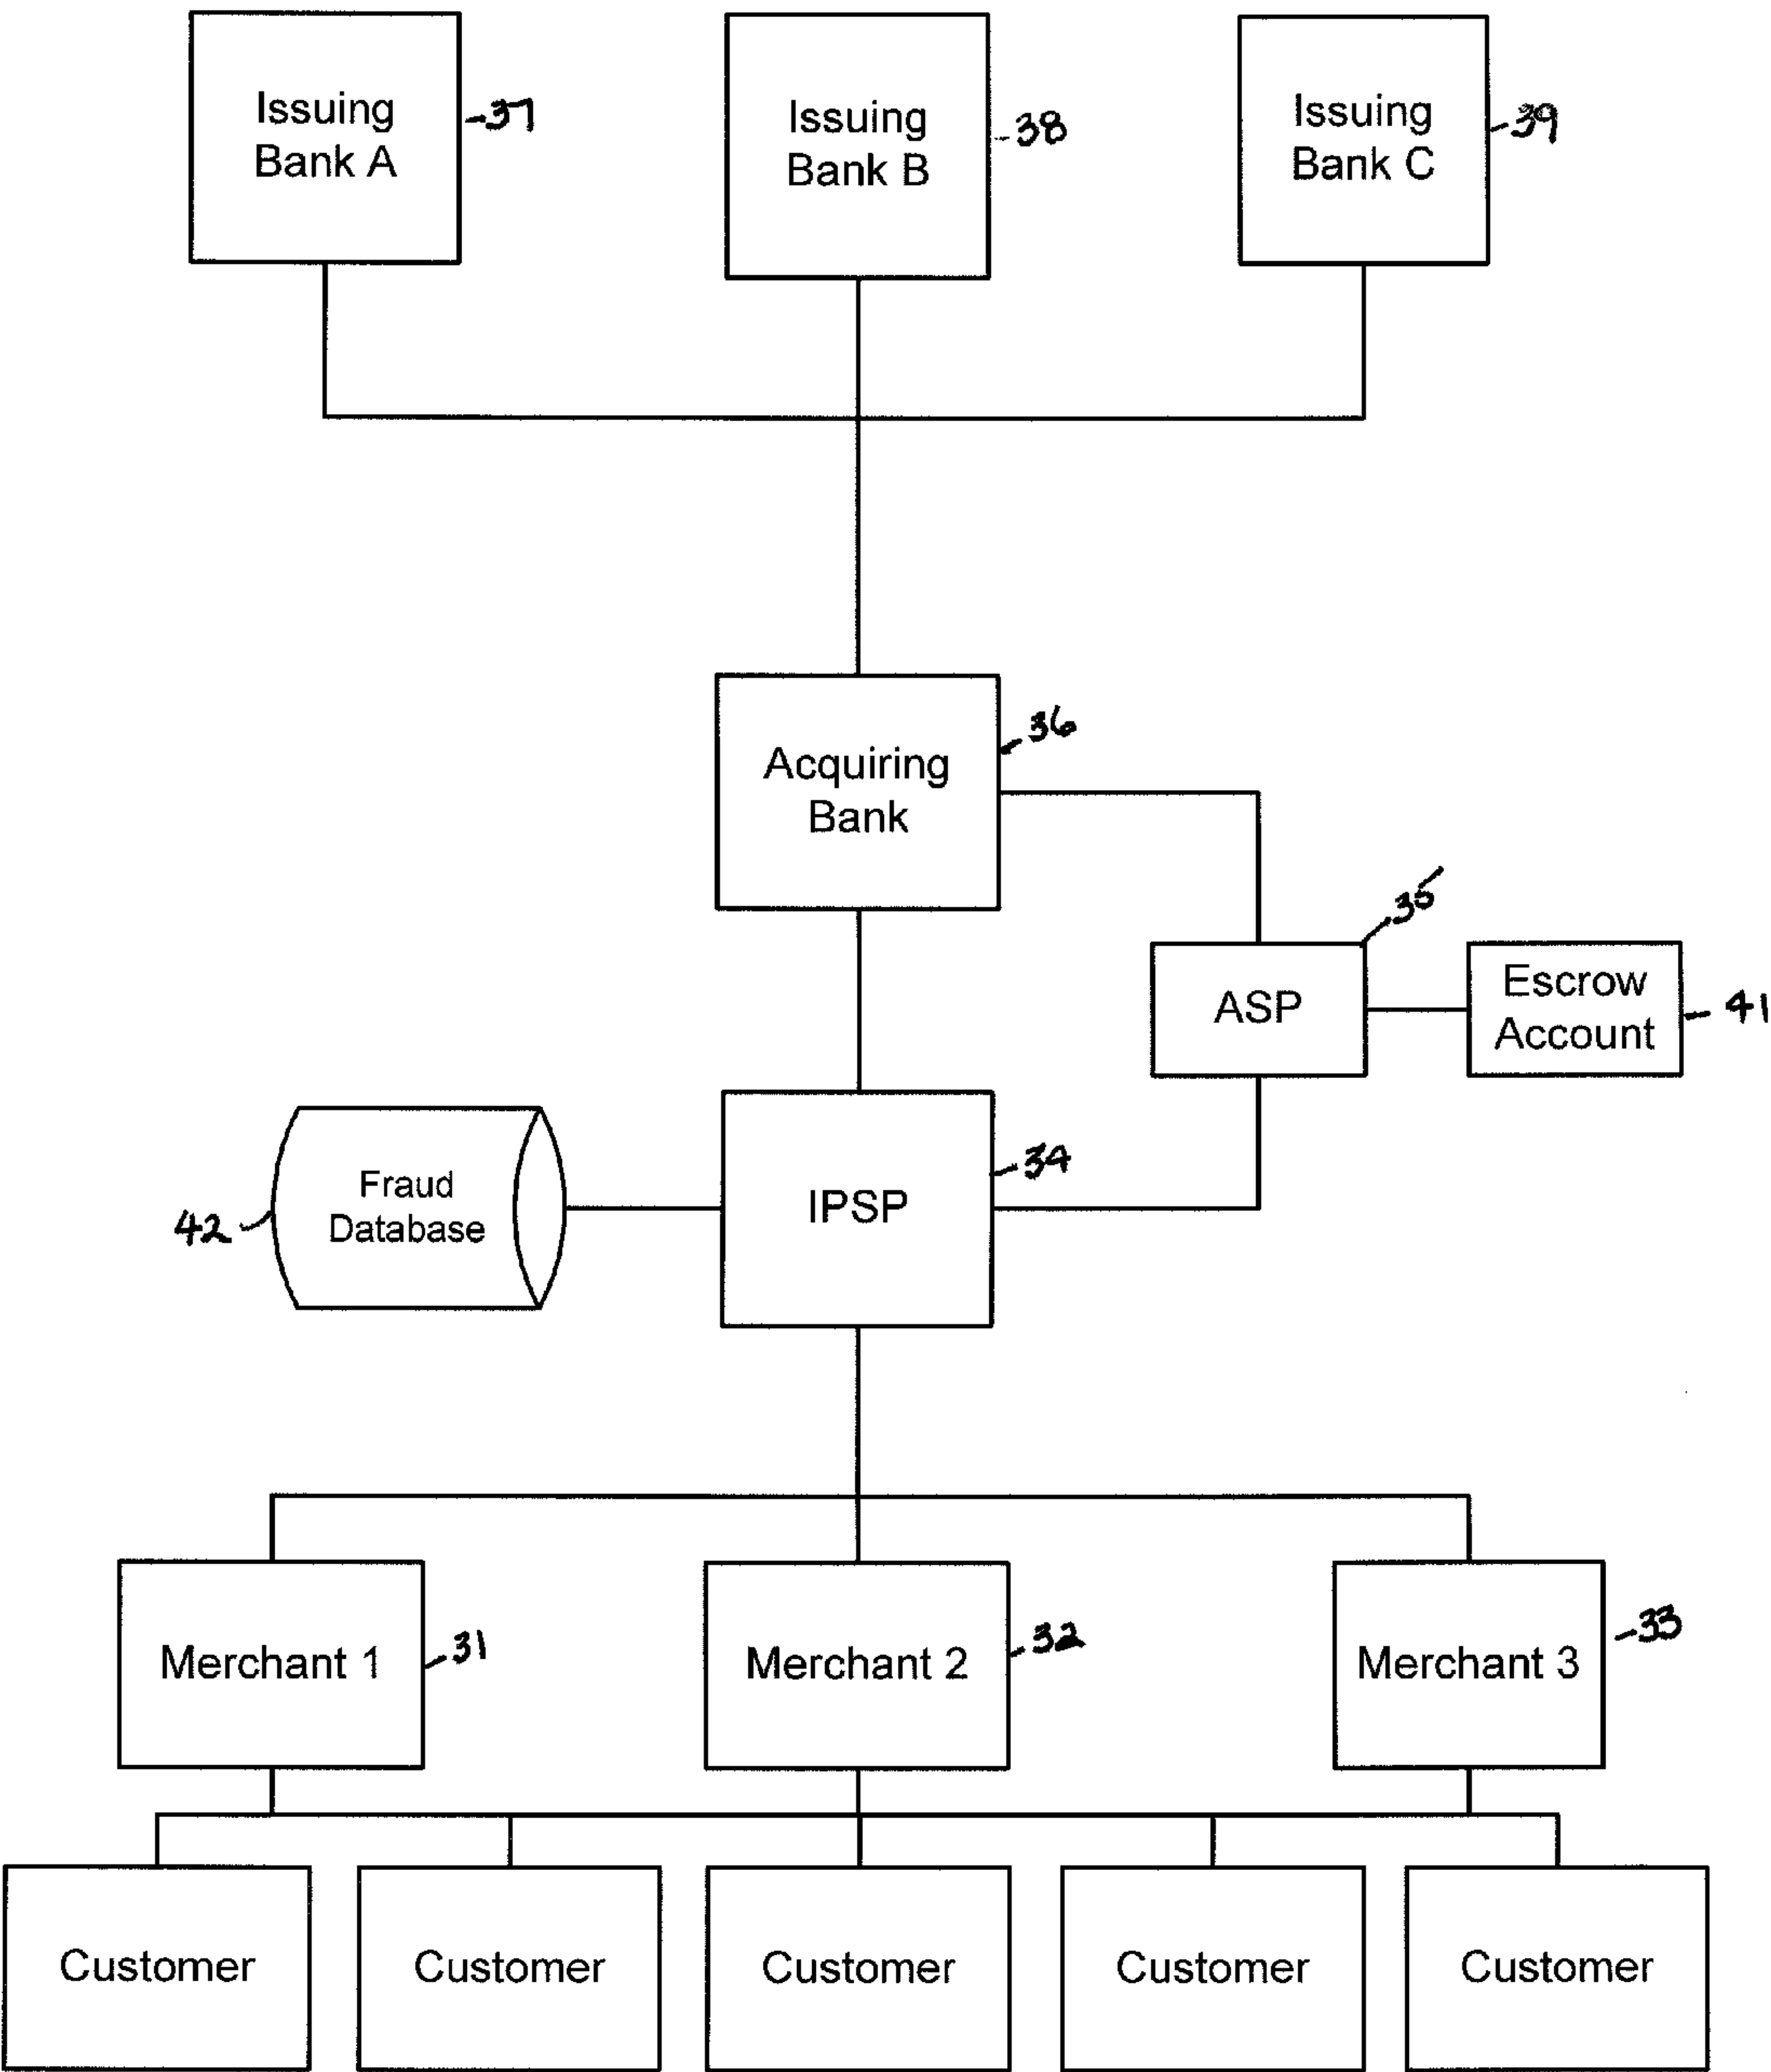 Issuing
Bank A
37
Issuing
Bank B
38
Issuing
Bank C
39
Acquiring
Bank
36
35
ASP
Escrow
Account
41
Fraud
Database
42
IPSP
34
Merchant 1
31
Merchant 2
32
Merchant 3
33
Customer
Customer
Customer
Customer
Customer